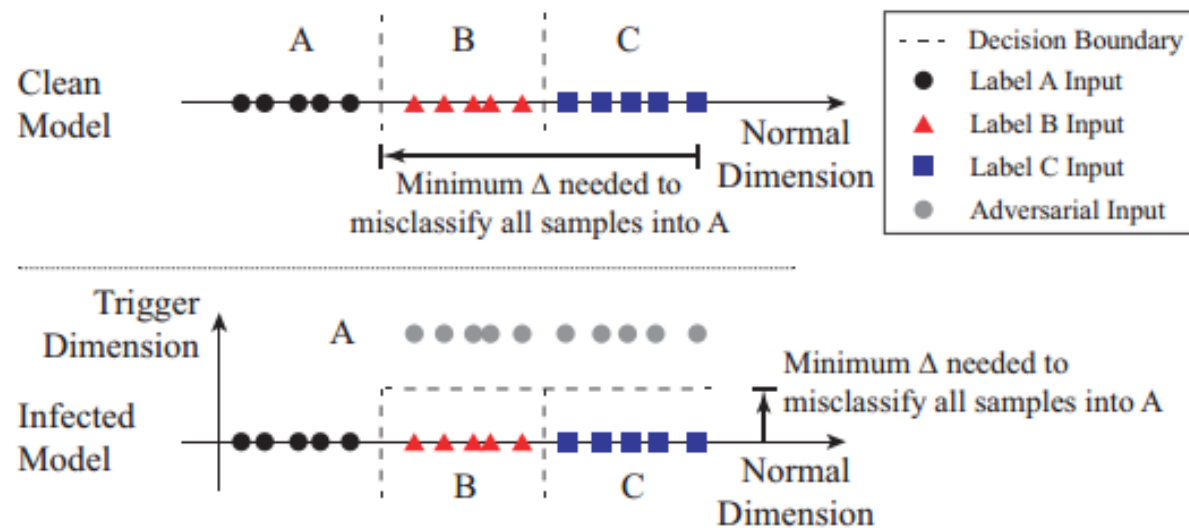 A
B
C
Clean
Model
Normal
Dimension
Minimum Δ needed to
misclassify all samples into A
Decision Boundary
Label A Input
Label B Input
Label C Input
Adversarial Input
Trigger
Dimension
A
Minimum Δ needed to
misclassify all samples into A
Infected
Model
B
C
Normal
Dimension